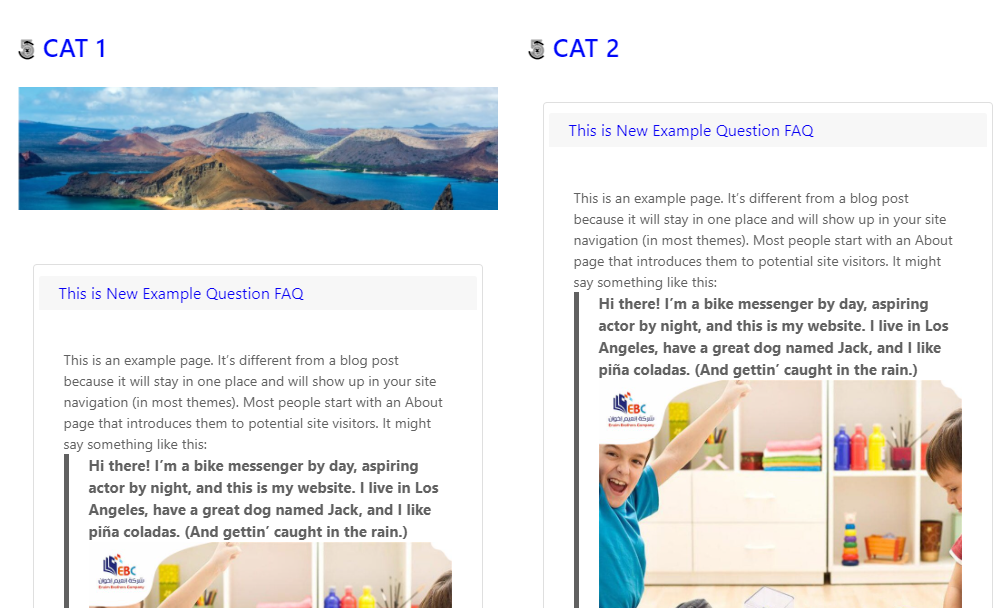 CAT 1
This is New Example Question FAQ
This is an example page. It’s different from a blog post
because it will stay in one place and will show up in your site
navigation (in most themes). Most people start with an About
page that introduces them to potential site visitors. It might
say something like this:
Hi there! I’m a bike messenger by day, aspiring
actor by night, and this is my website. I live in Los
Angeles, have a great dog named Jack, and I like
piña coladas. (And gettin’ caught in the rain.)
EBC
شركة انعيم اخوان
Enaem Brothers Company
CAT 2
This is New Example Question FAQ
This is an example page. It’s different from a blog post
because it will stay in one place and will show up in your site
navigation (in most themes). Most people start with an About
page that introduces them to potential site visitors. It might
say something like this:
Hi there! I’m a bike messenger by day, aspiring
actor by night, and this is my website. I live in Los
Angeles, have a great dog named Jack, and I like
piña coladas. (And gettin’ caught in the rain.)
EBC
شركة انعيم اخوان
Enaem Brothers Company